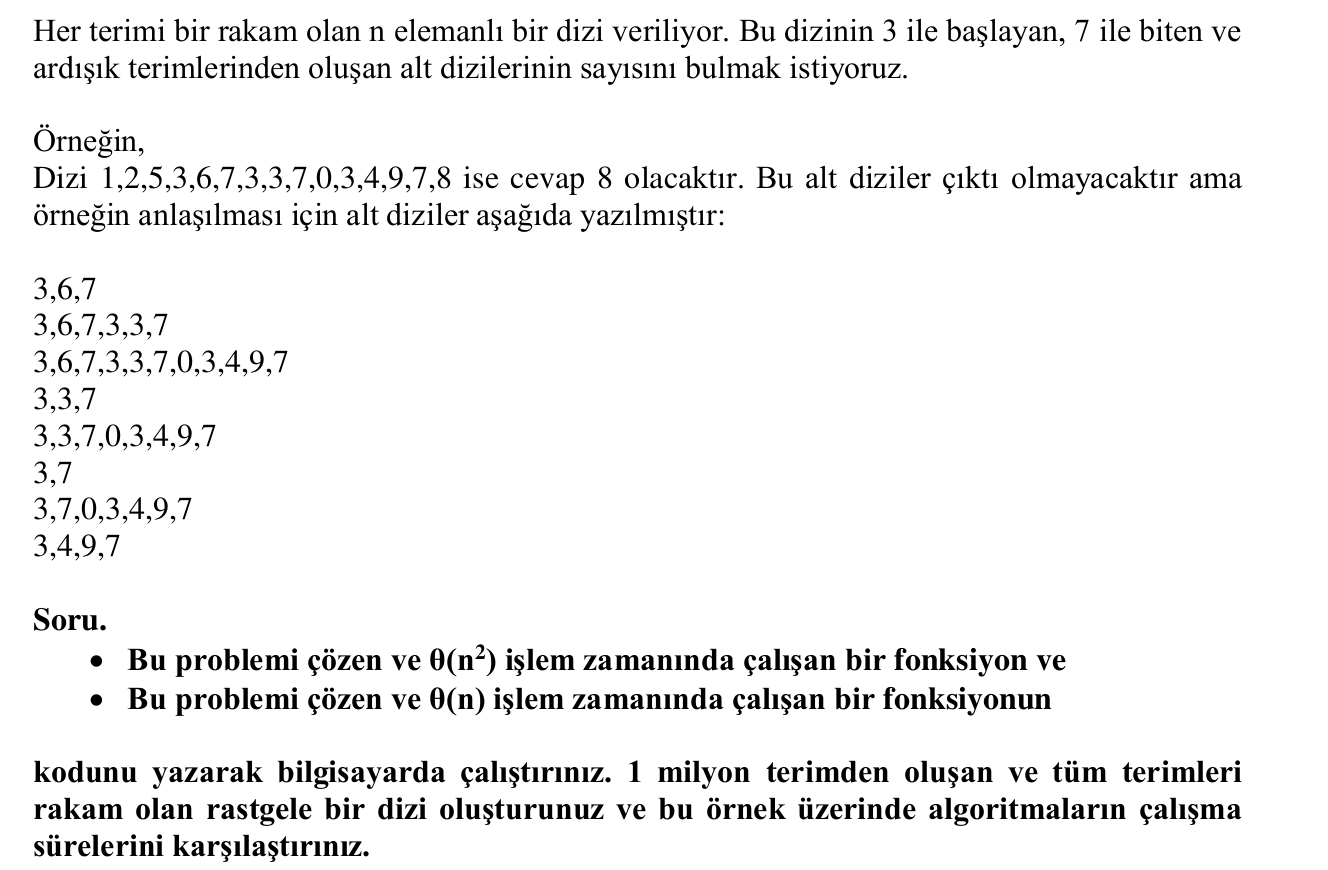 Her terimi bir rakam olan n elemanlı bir dizi veriliyor. Bu dizinin 3 ile başlayan, 7 ile biten ve
ardışık terimlerinden oluşan alt dizilerinin sayısını bulmak istiyoruz.
Örneğin,
Dizi 1,2,5,3,6,7,3,3,7,0,3,4,9,7,8 ise cevap 8 olacaktır. Bu alt diziler çıktı olmayacaktır ama
örneğin anlaşılması için alt diziler aşağıda yazılmıştır:
3,6,7
3,6,7,3,3,7
3,6,7,3,3,7,0,3,4,9,7
3,3,7
3,3,7,0,3,4,9,7
3,7
3,7,0,3,4,9,7
3,4,9,7
Soru.
• Bu problemi çözen ve θ(n²) işlem zamanında çalışan bir fonksiyon ve
• Bu problemi çözen ve θ(n) işlem zamanında çalışan bir fonksiyonun
kodunu yazarak bilgisayarda çalıştırınız. 1 milyon terimden oluşan ve tüm terimleri
rakam olan rastgele bir dizi oluşturunuz ve bu örnek üzerinde algoritmaların çalışma
sürelerini karşılaştırınız.